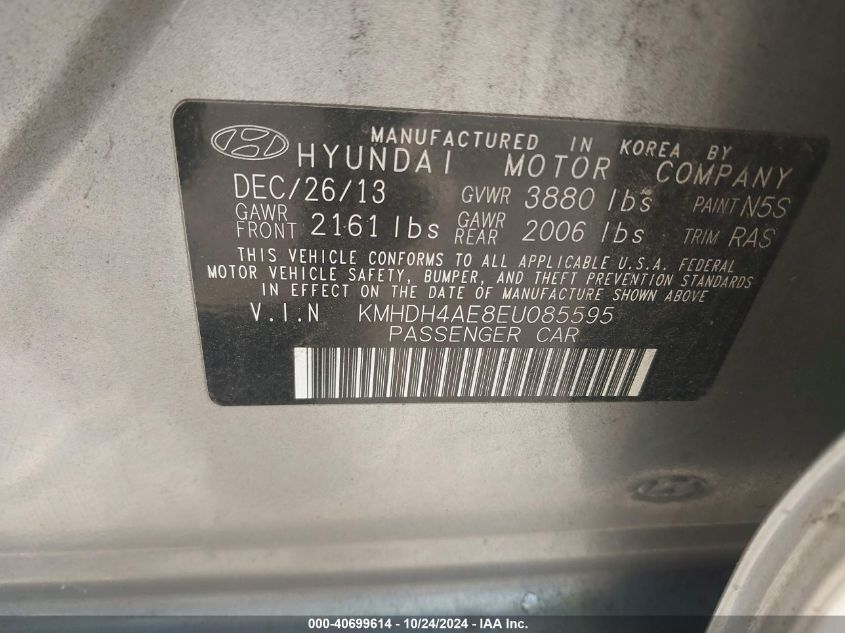 MANUFACTURED IN KOREA BY
HYUNDAI MOTOR COMPANY
DEC/26/13 GVWR 3880 lbs PAINT N5S
GAWR FRONT 2161 lbs GAWR REAR 2006 lbs TRIM RAS
THIS VEHICLE CONFORMS TO ALL APPLICABLE U.S.A. FEDERAL
MOTOR VEHICLE SAFETY, BUMPER, AND THEFT PREVENTION STANDARDS
IN EFFECT ON THE DATE OF MANUFACTURE SHOWN ABOVE
V.I.N KMHDH4AE8EU085595
PASSENGER CAR
000-40699614 - 10/24/2024 - IAA Inc.